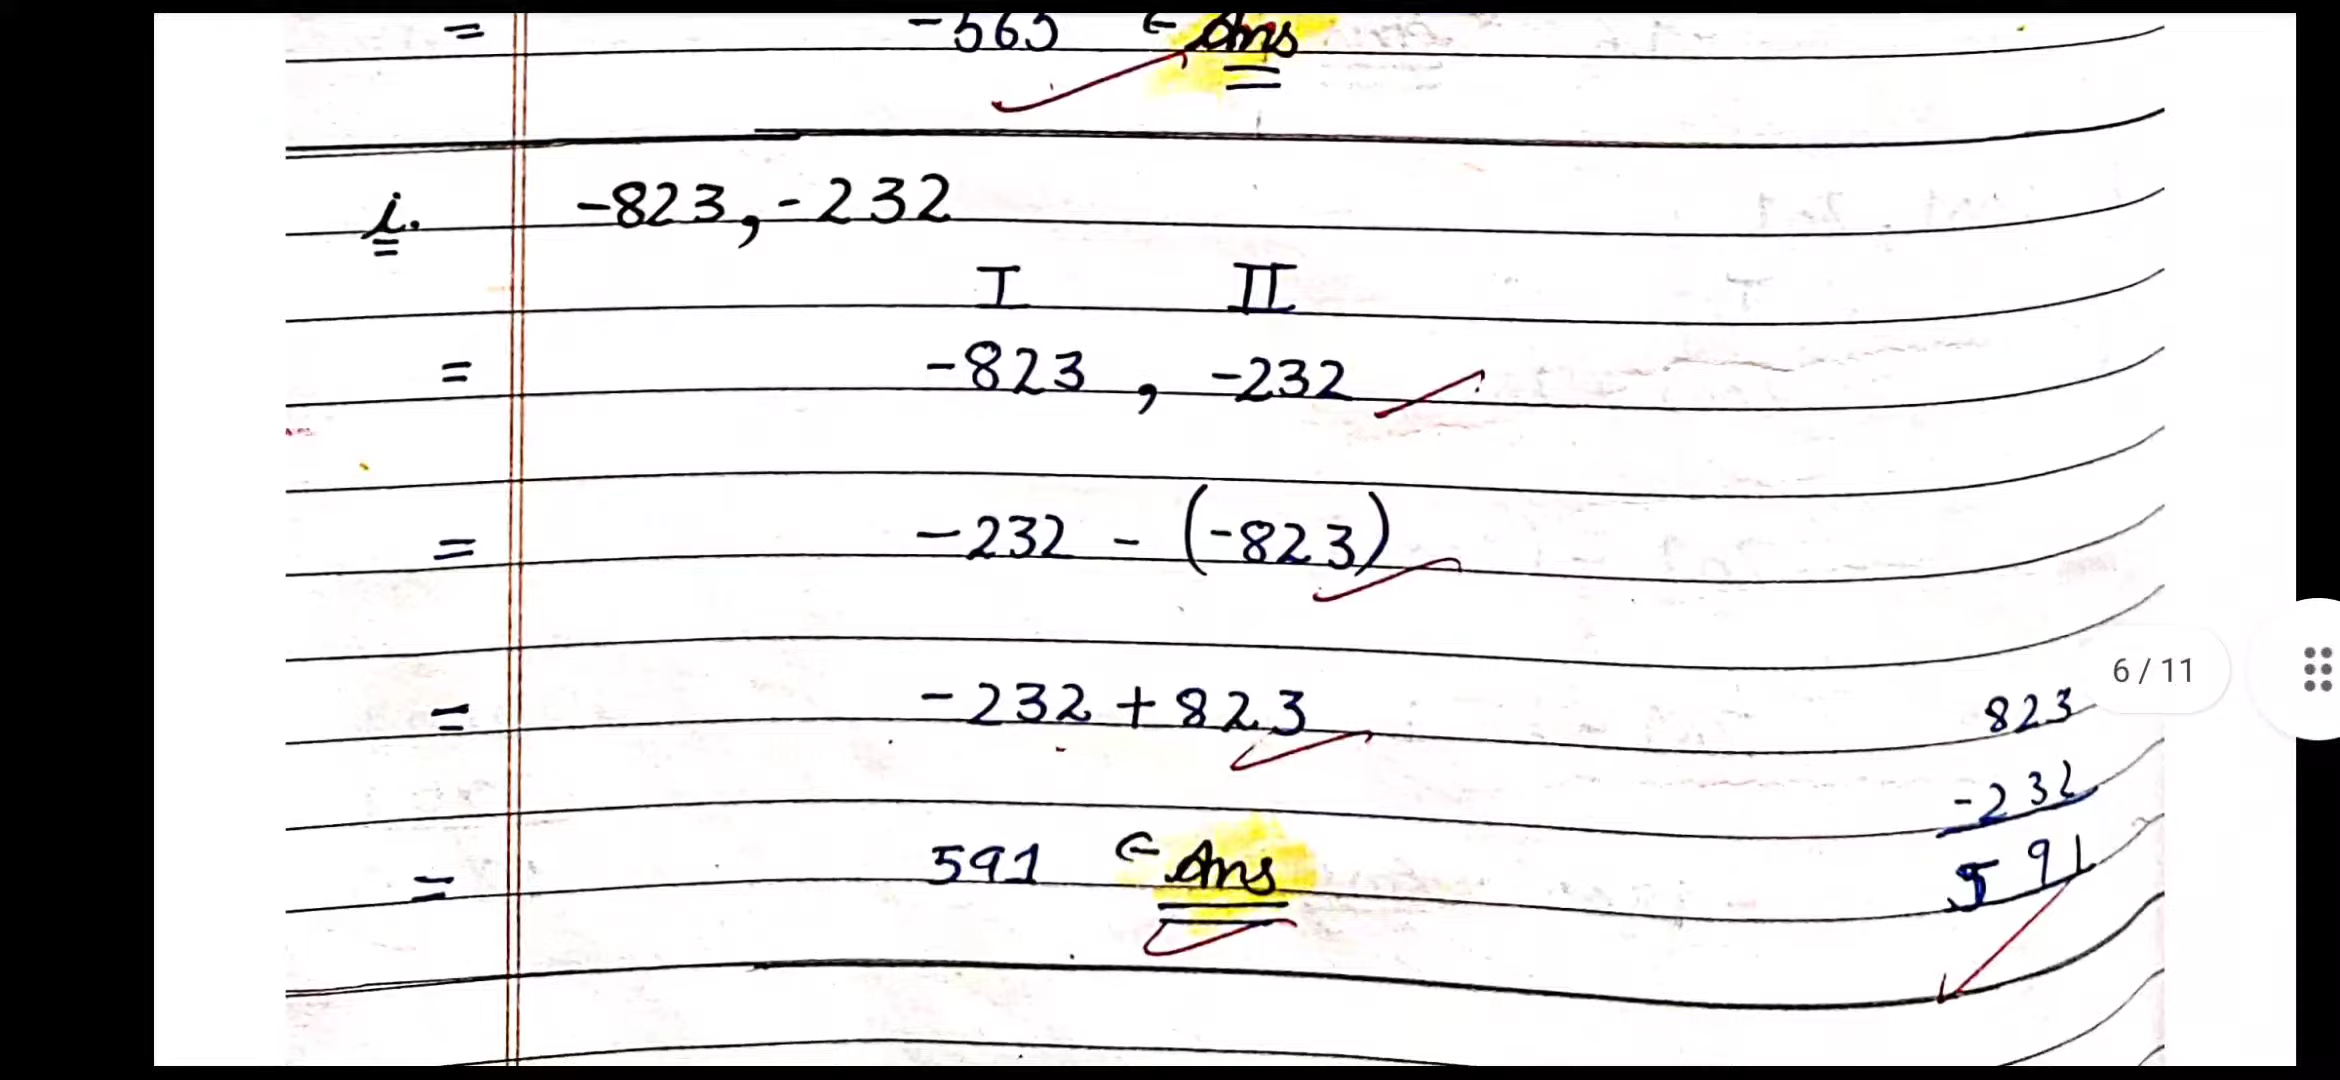 = -563 ← Ans
i. -823, -232
I II
= -823 , -232
= -232 - (-823)
= -232 + 823
= 591 ← Ans
823
-232
591
6 / 11